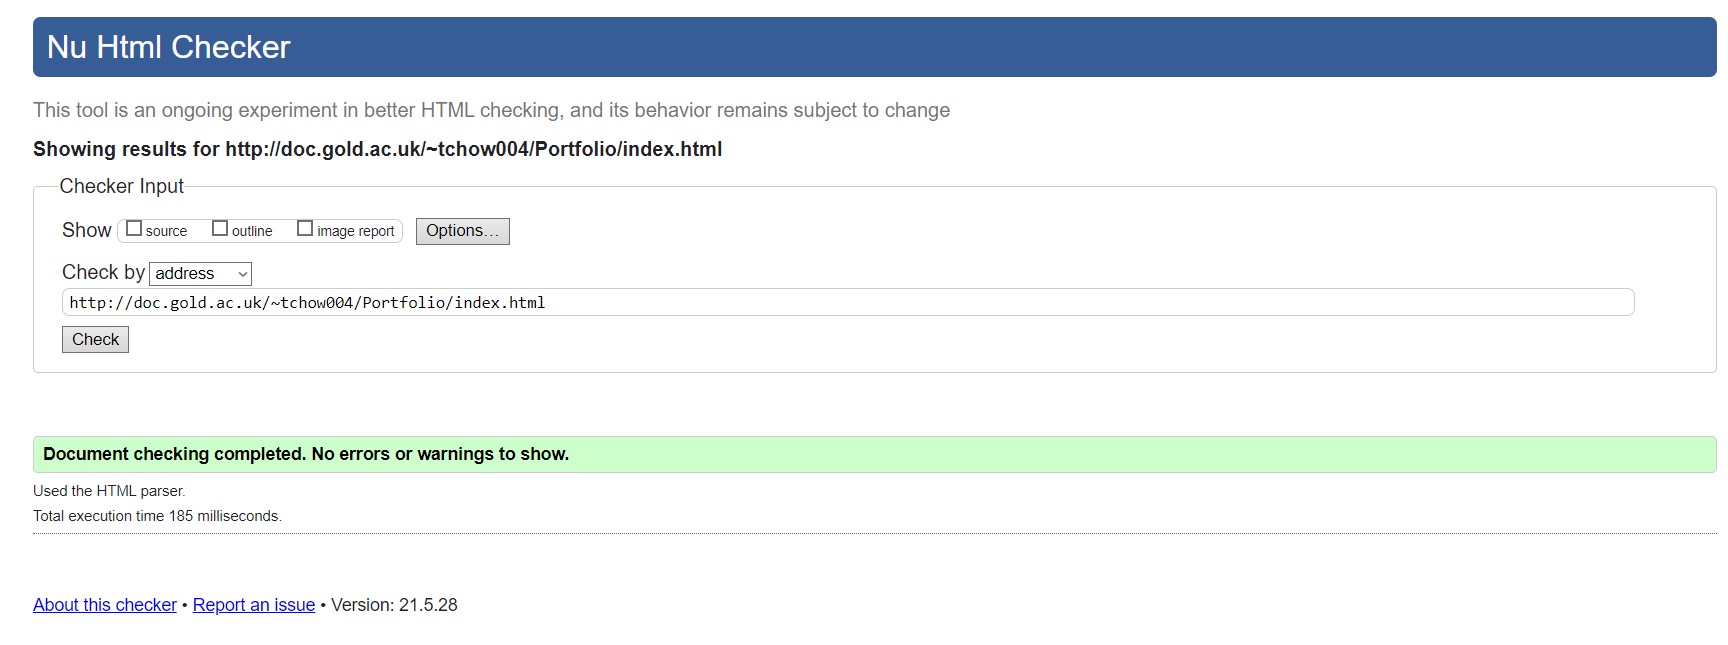 Nu Html Checker
This tool is an ongoing experiment in better HTML checking, and its behavior remains subject to change
Showing results for http://doc.gold.ac.uk/~tchow004/Portfolio/index.html
Checker Input
Show source outline image report Options...
Check by address
http://doc.gold.ac.uk/~tchow004/Portfolio/index.html
Check
Document checking completed. No errors or warnings to show.
Used the HTML parser.
Total execution time 185 milliseconds.
About this checker • Report an issue • Version: 21.5.28